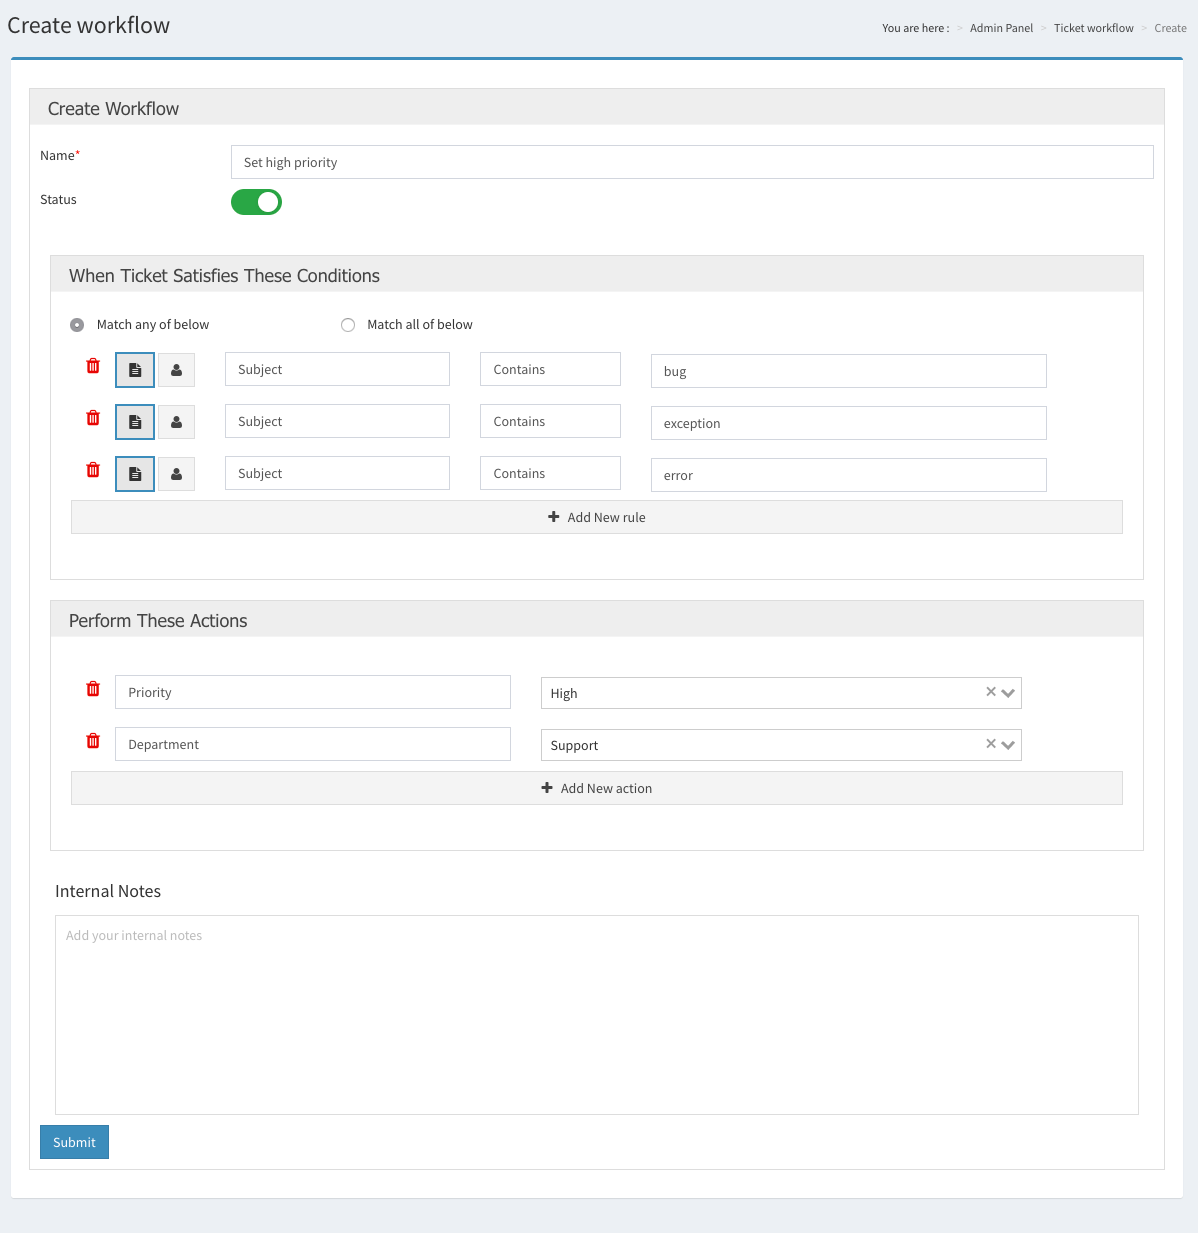 Create workflow
You are here : > Admin Panel > Ticket workflow > Create
Create Workflow
Name*
Set high priority
Status
When Ticket Satisfies These Conditions
Match any of below Match all of below
Subject Contains bug
Subject Contains exception
Subject Contains error
Add New rule
Perform These Actions
Priority High
Department Support
Add New action
Internal Notes
Add your internal notes
Submit